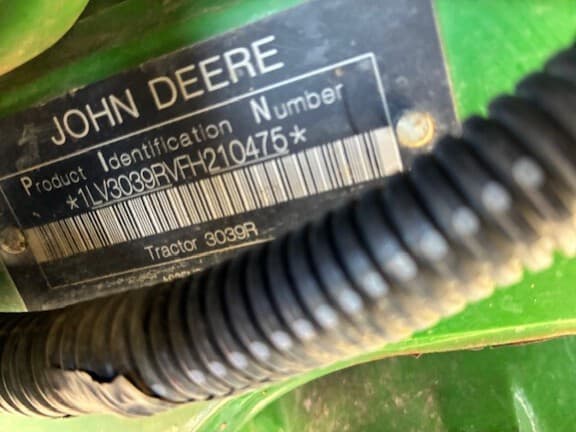 JOHN DEERE
Product Identification Number
*1LV3039RVFH210475*
Tractor 3039R